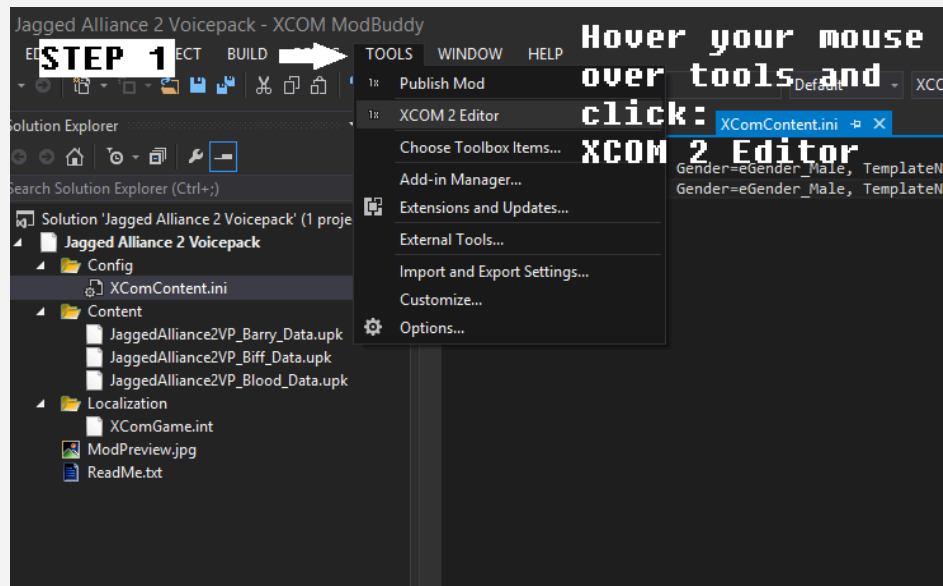 Jagged Alliance 2 Voicepack - XCOM ModBuddy
STEP 1
ECT BUILD TOOLS WINDOW HELP
Hover your mouse
over tools and
click:
XCOM 2 Editor
Publish Mod
XCOM 2 Editor
Choose Toolbox Items...
Add-in Manager...
Extensions and Updates...
External Tools...
Import and Export Settings...
Customize...
Options...
Default
XCO
XComContent.ini
Gender=eGender_Male, TemplateN
Gender=eGender_Male, TemplateN
Solution Explorer
Search Solution Explorer (Ctrl+;)
Solution 'Jagged Alliance 2 Voicepack' (1 proje
Jagged Alliance 2 Voicepack
Config
XComContent.ini
Content
JaggedAlliance2VP_Barry_Data.upk
JaggedAlliance2VP_Biff_Data.upk
JaggedAlliance2VP_Blood_Data.upk
Localization
XComGame.int
ModPreview.jpg
ReadMe.txt